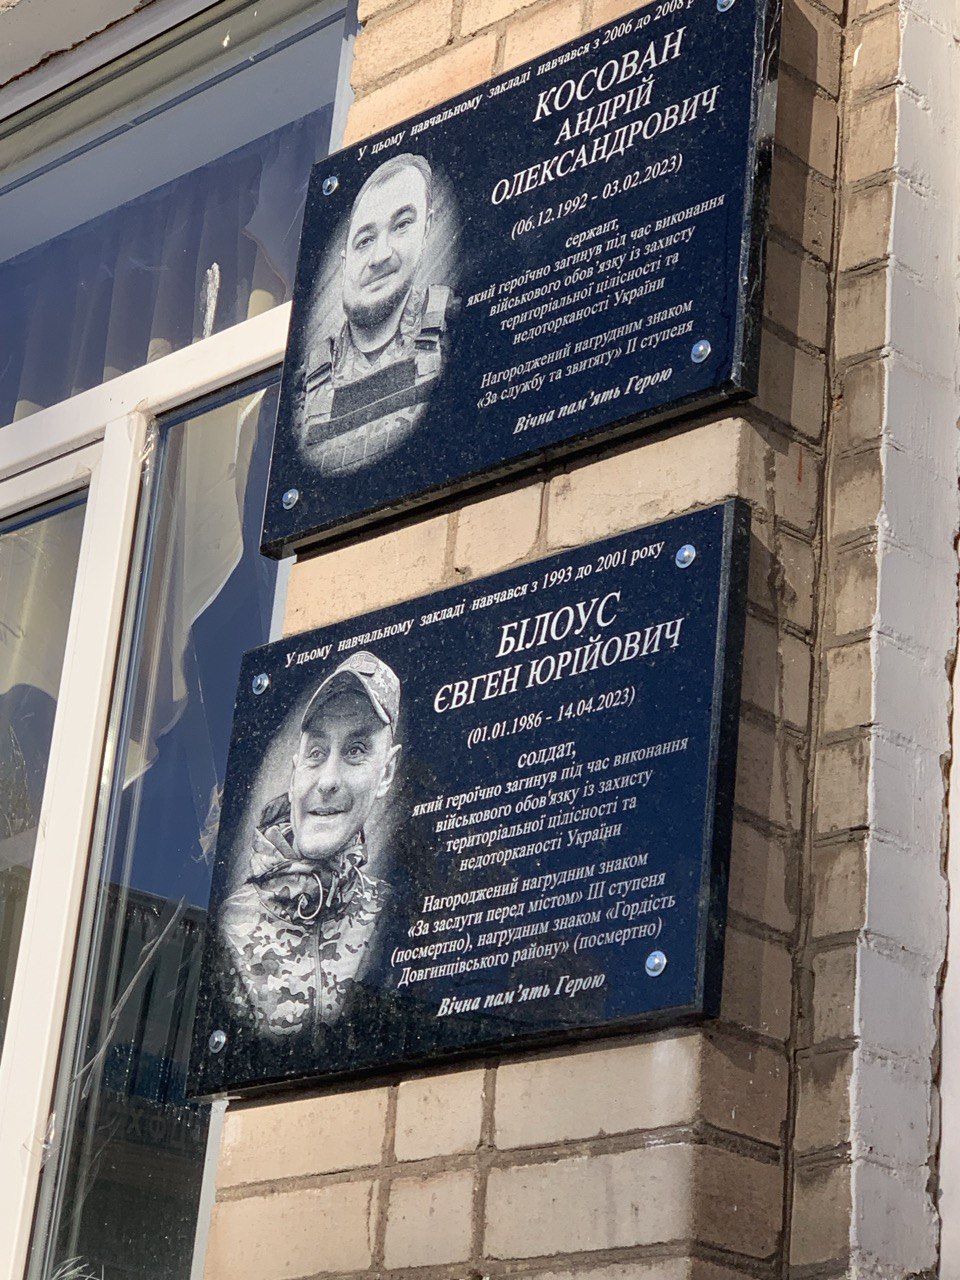 У цьому навчальному закладі навчався з 2006 до 2008 р
КОСОВАН
АНДРІЙ
ОЛЕКСАНДРОВИЧ
(06.12.1992 - 03.02.2023)
сержант,
який героїчно загинув під час виконання
військового обов'язку із захисту
територіальної цілісності та
недоторканості України
Нагороджений нагрудним знаком
«За службу та звитягу» ІІ ступеня
Вічна пам'ять Герою
У цьому навчальному закладі навчався з 1993 до 2001 року
БІЛОУС
ЄВГЕН ЮРІЙОВИЧ
(01.01.1986 - 14.04.2023)
солдат,
який героїчно загинув під час виконання
військового обов'язку із захисту
територіальної цілісності та
недоторканості України
Нагороджений нагрудним знаком
«За заслуги перед містом» ІІІ ступеня
(посмертно), нагрудним знаком «Гордість
Довгинцівського району» (посмертно)
Вічна пам'ять Герою